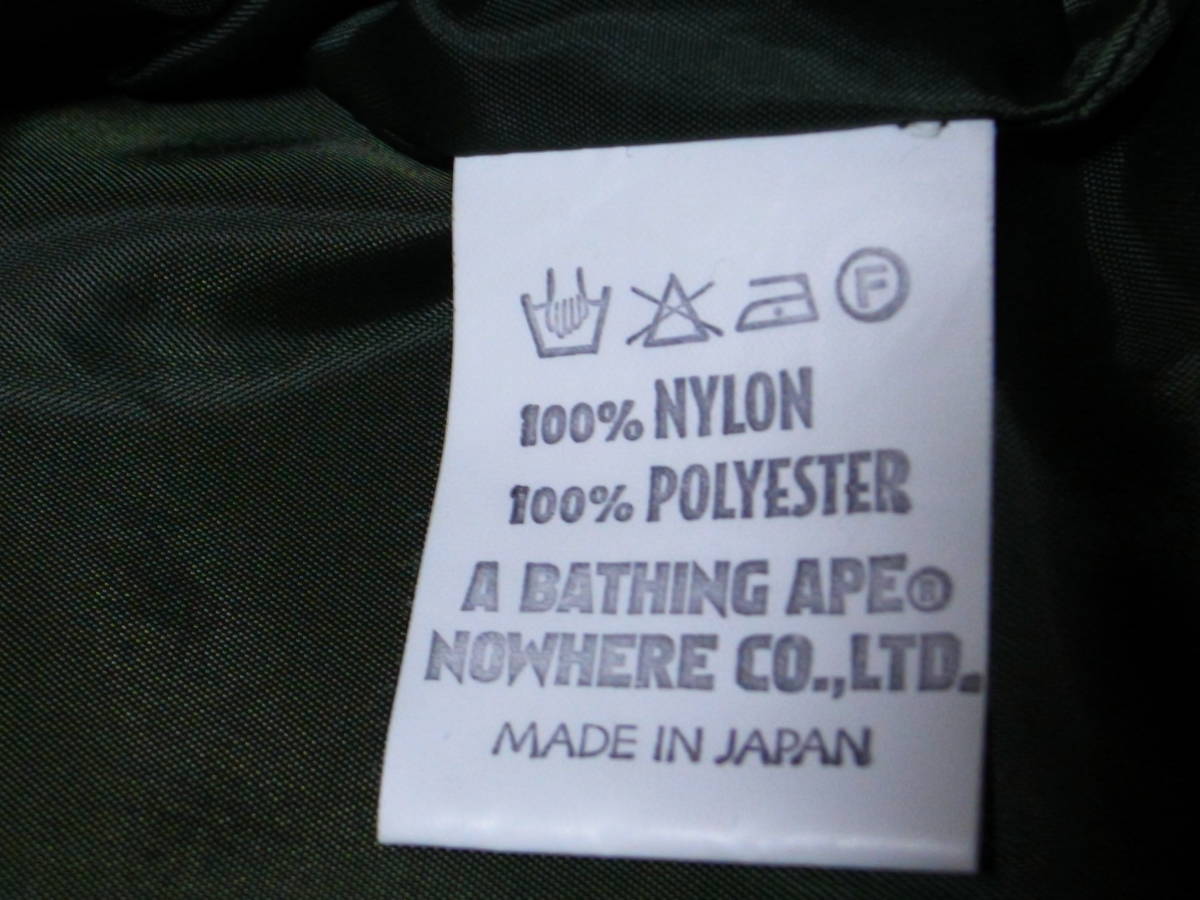 F
100% NYLON
100% POLYESTER
A BATHING APE®
NOWHERE CO.,LTD.
MADE IN JAPAN